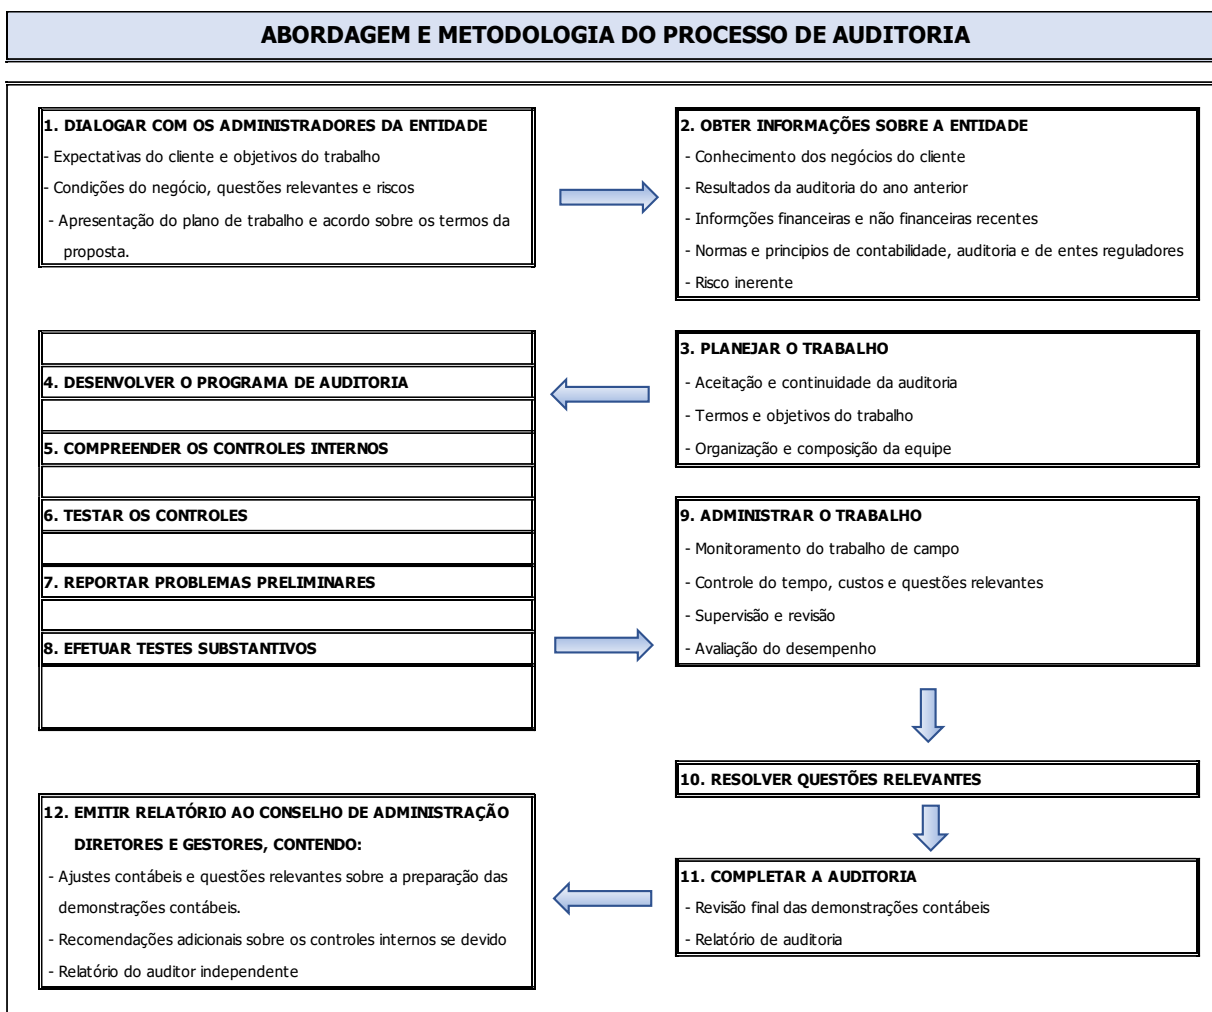 ABORDAGEM E METODOLOGIA DO PROCESSO DE AUDITORIA
1. DIALOGAR COM OS ADMINISTRADORES DA ENTIDADE
- Expectativas do cliente e objetivos do trabalho
- Condições do negócio, questões relevantes e riscos
- Apresentação do plano de trabalho e acordo sobre os termos da
proposta.
2. OBTER INFORMAÇÕES SOBRE A ENTIDADE
- Conhecimento dos negócios do cliente
- Resultados da auditoria do ano anterior
- Informções financeiras e não financeiras recentes
- Normas e principios de contabilidade, auditoria e de entes reguladores
- Risco inerente
3. PLANEJAR O TRABALHO
- Aceitação e continuidade da auditoria
- Termos e objetivos do trabalho
- Organização e composição da equipe
4. DESENVOLVER O PROGRAMA DE AUDITORIA
5. COMPREENDER OS CONTROLES INTERNOS
6. TESTAR OS CONTROLES
7. REPORTAR PROBLEMAS PRELIMINARES
8. EFETUAR TESTES SUBSTANTIVOS
9. ADMINISTRAR O TRABALHO
- Monitoramento do trabalho de campo
- Controle do tempo, custos e questões relevantes
- Supervisão e revisão
- Avaliação do desempenho
10. RESOLVER QUESTÕES RELEVANTES
11. COMPLETAR A AUDITORIA
- Revisão final das demonstrações contábeis
- Relatório de auditoria
12. EMITIR RELATÓRIO AO CONSELHO DE ADMINISTRAÇÃO
DIRETORES E GESTORES, CONTENDO:
- Ajustes contábeis e questões relevantes sobre a preparação das
demonstrações contábeis.
- Recomendações adicionais sobre os controles internos se devido
- Relatório do auditor independente